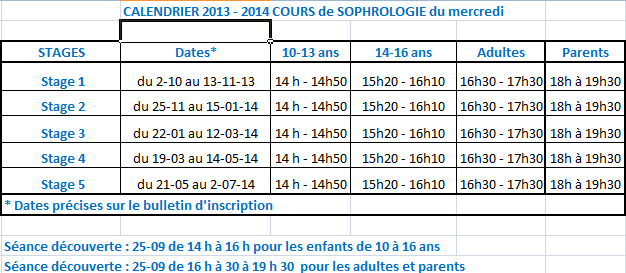 CALENDRIER 2013 - 2014 COURS de SOPHROLOGIE du mercredi
STAGES Dates* 10-13 ans 14-16 ans Adultes Parents
Stage 1 du 2-10 au 13-11-13 14 h - 14h50 15h20 - 16h10 16h30 - 17h30 18h à 19h30
Stage 2 du 25-11 au 15-01-14 14 h - 14h50 15h20 - 16h10 16h30 - 17h30 18h à 19h30
Stage 3 du 22-01 au 12-03-14 14 h - 14h50 15h20 - 16h10 16h30 - 17h30 18h à 19h30
Stage 4 du 19-03 au 14-05-14 14 h - 14h50 15h20 - 16h10 16h30 - 17h30 18h à 19h30
Stage 5 du 21-05 au 2-07-14 14 h - 14h50 15h20 - 16h10 16h30 - 17h30 18h à 19h30
* Dates précises sur le bulletin d'inscription
Séance découverte : 25-09 de 14 h à 16 h pour les enfants de 10 à 16 ans
Séance découverte : 25-09 de 16 h à 30 à 19 h 30 pour les adultes et parents